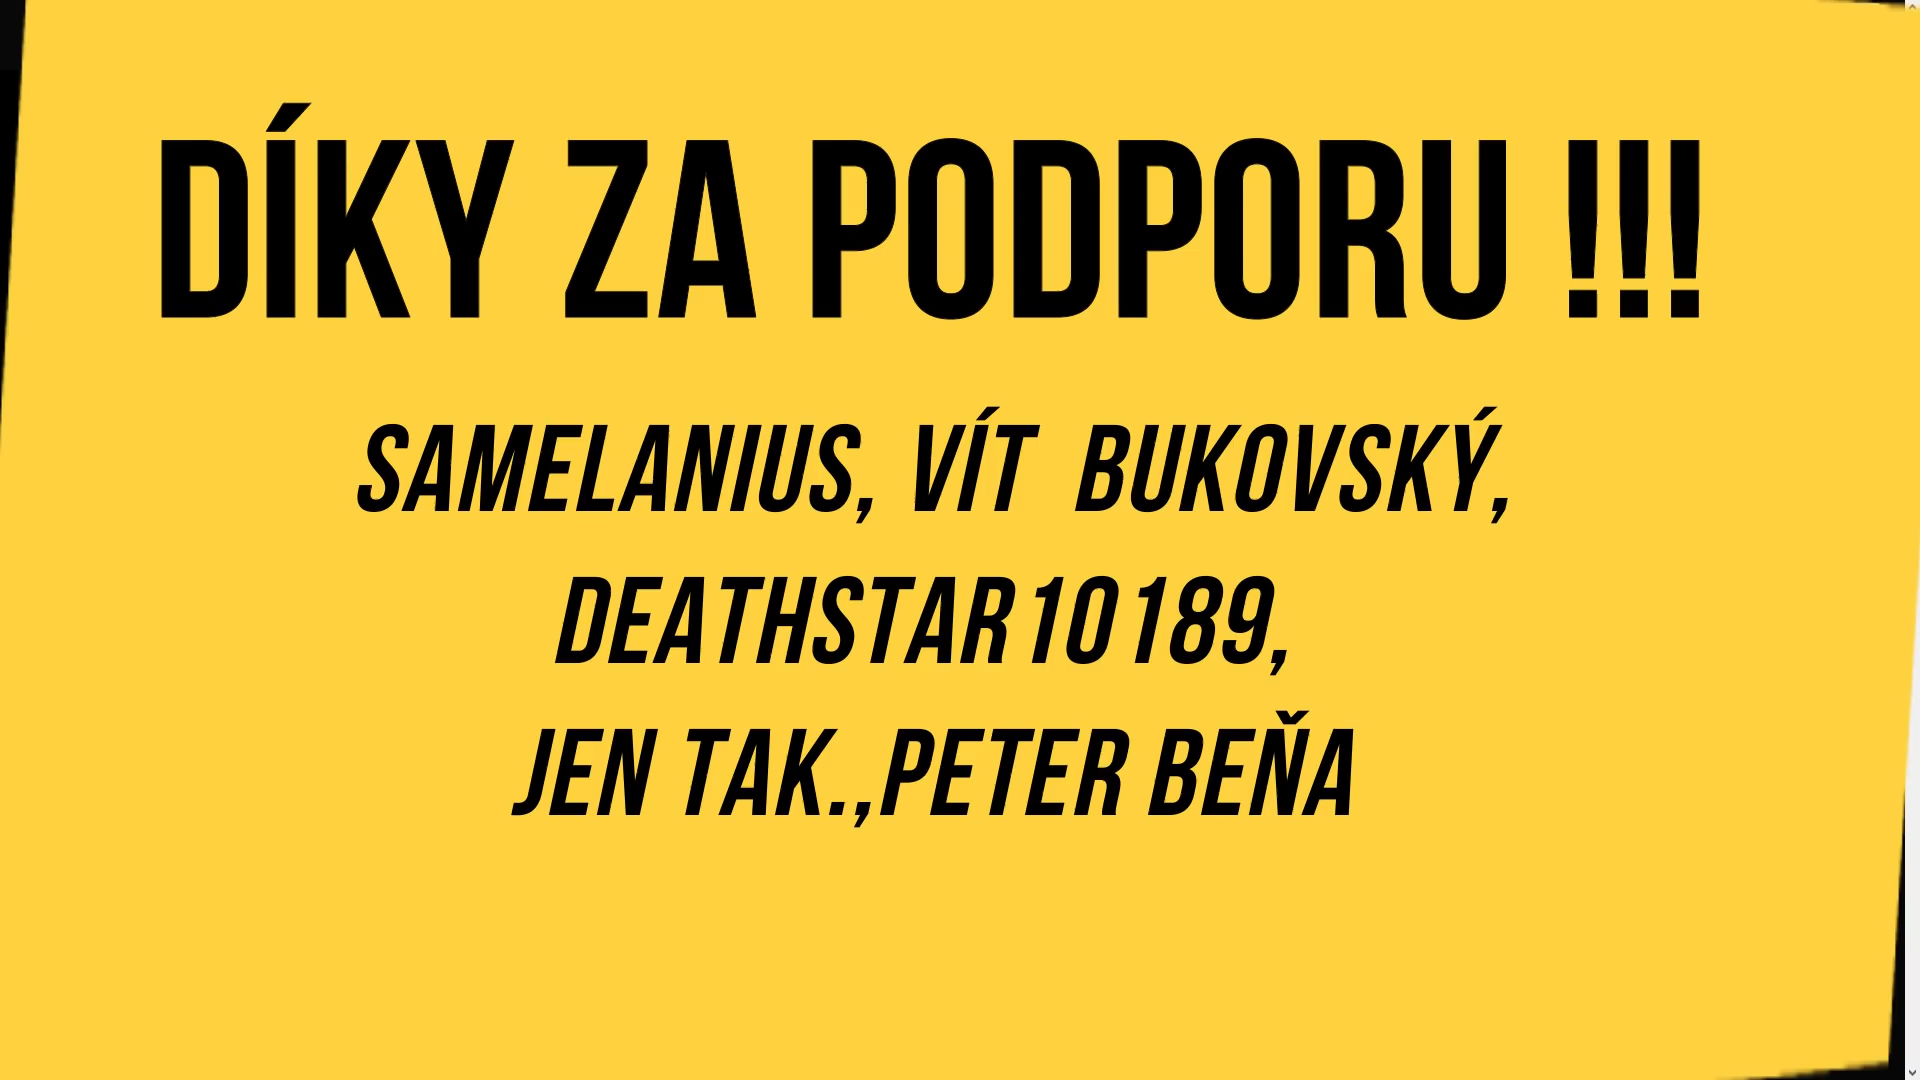 DÍKY ZA PODPORU !!!
SAMELANIUS, VÍT BUKOVSKÝ,
DEATHSTAR10189,
JEN TAK.,PETER BEŇA